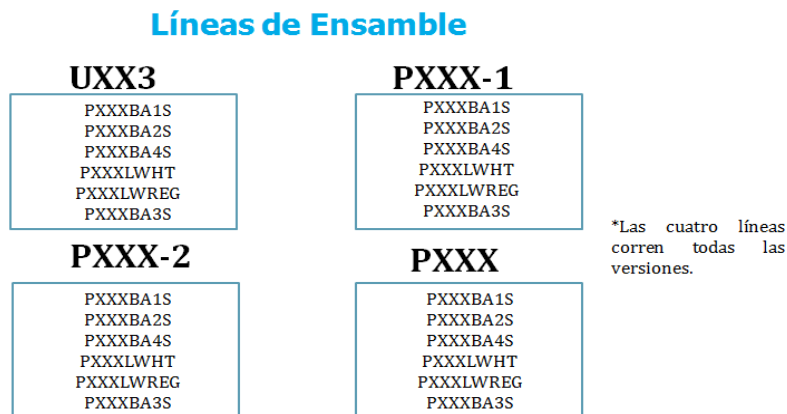 Líneas de Ensamble
UXX3
PXXXBA1S
PXXXBA2S
PXXXBA4S
PXXXLWHT
PXXXLWREG
PXXXBA3S
PXXX-1
PXXXBA1S
PXXXBA2S
PXXXBA4S
PXXXLWHT
PXXXLWREG
PXXXBA3S
PXXX-2
PXXXBA1S
PXXXBA2S
PXXXBA4S
PXXXLWHT
PXXXLWREG
PXXXBA3S
PXXX
PXXXBA1S
PXXXBA2S
PXXXBA4S
PXXXLWHT
PXXXLWREG
PXXXBA3S
*Las cuatro líneas
corren todas las
versiones.